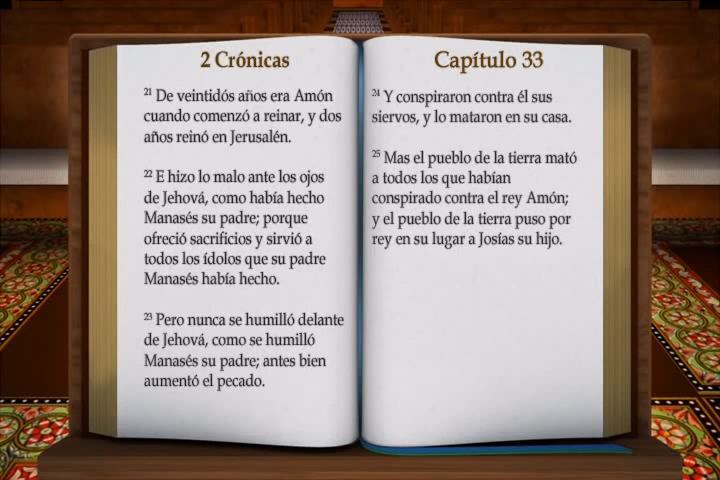 2 Crónicas
21 De veintidós años era Amón
cuando comenzó a reinar, y dos
años reinó en Jerusalén.
22 E hizo lo malo ante los ojos
de Jehová, como había hecho
Manasés su padre; porque
ofreció sacrificios y sirvió a
todos los ídolos que su padre
Manasés había hecho.
23 Pero nunca se humilló delante
de Jehová, como se humilló
Manasés su padre; antes bien
aumentó el pecado.
Capítulo 33
24 Y conspiraron contra él sus
siervos, y lo mataron en su casa.
25 Mas el pueblo de la tierra mató
a todos los que habían
conspirado contra el rey Amón;
y el pueblo de la tierra puso por
rey en su lugar a Josías su hijo.